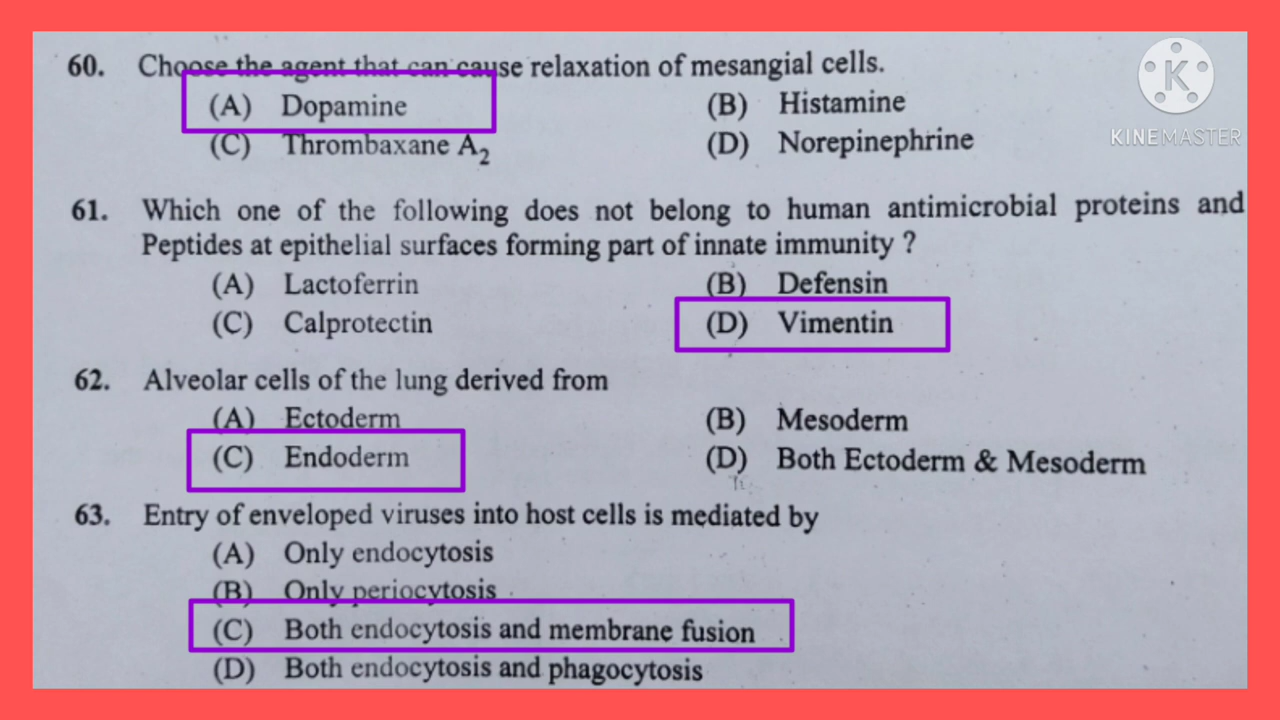 60. Choose the agent that can cause relaxation of mesangial cells.
(A) Dopamine (B) Histamine
(C) Thrombaxane A2 (D) Norepinephrine
61. Which one of the following does not belong to human antimicrobial proteins and
Peptides at epithelial surfaces forming part of innate immunity ?
(A) Lactoferrin (B) Defensin
(C) Calprotectin (D) Vimentin
62. Alveolar cells of the lung derived from
(A) Ectoderm (B) Mesoderm
(C) Endoderm (D) Both Ectoderm & Mesoderm
63. Entry of enveloped viruses into host cells is mediated by
(A) Only endocytosis
(B) Only periocytosis
(C) Both endocytosis and membrane fusion
(D) Both endocytosis and phagocytosis
K
KINEMASTER